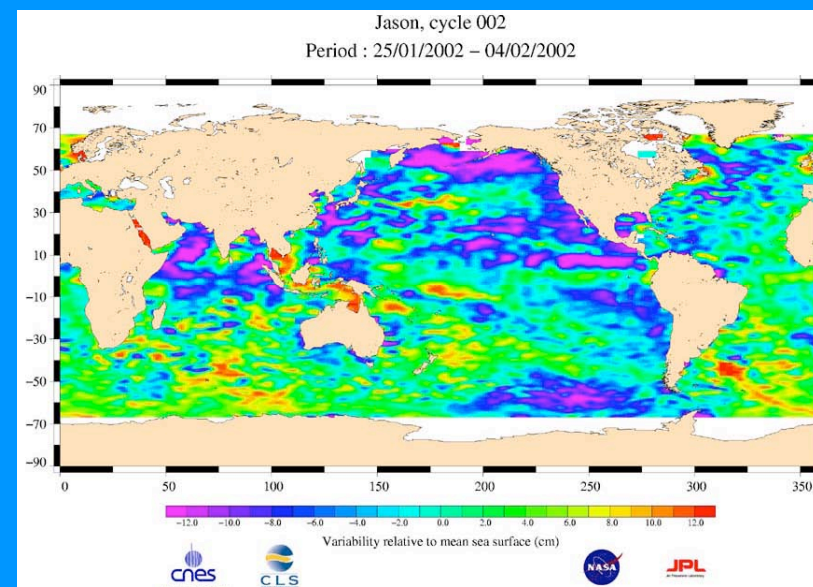 Jason, cycle 002
Period : 25/01/2002 − 04/02/2002
90
70
50
30
10
−10
−30
−50
−70
−90
0 50 100 150 200 250 300 350
−12.0 −10.0 −8.0 −6.0 −4.0 −2.0 0.0 2.0 4.0 6.0 8.0 10.0 12.0
Variability relative to mean sea surface (cm)
cnes CLS NASA JPL